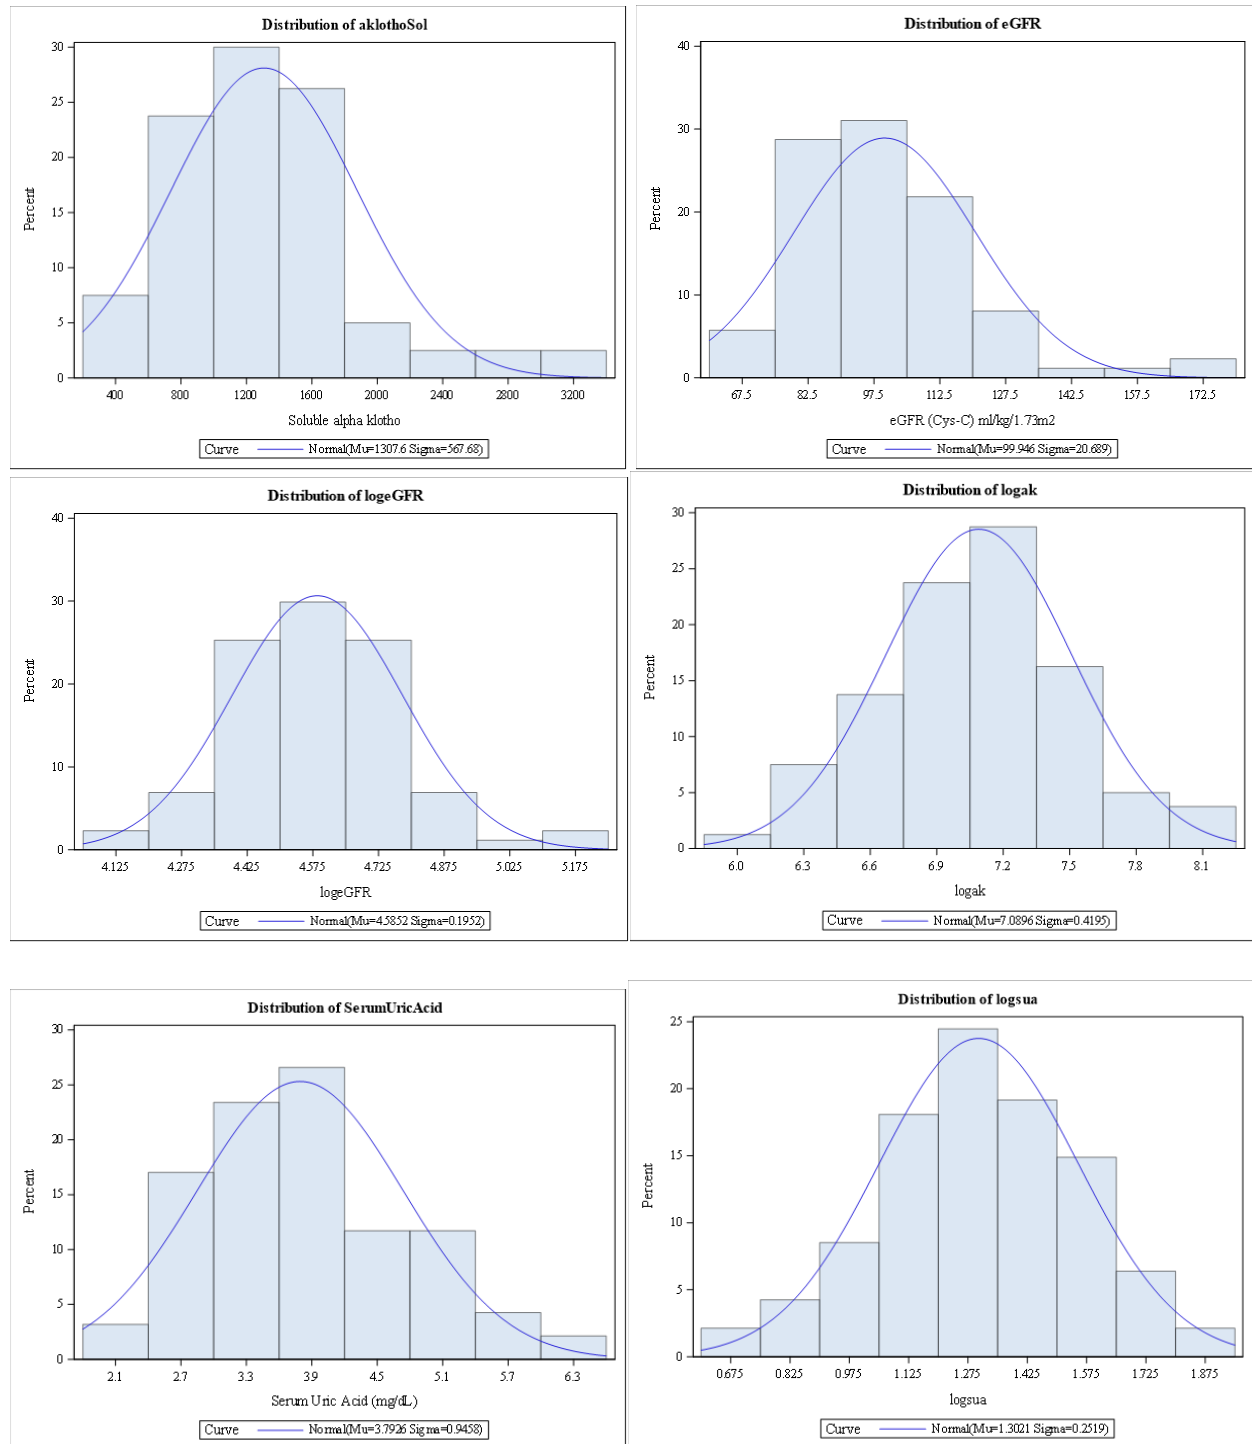 Distribution of aklothoSol
30
25
20
15
10
5
0
Percent
400 800 1200 1600 2000 2400 2800 3200
Soluble alpha klotho
Curve Normal(Mu=1307.6 Sigma=567.68)
Distribution of eGFR
40
30
20
10
0
Percent
67.5 82.5 97.5 112.5 127.5 142.5 157.5 172.5
eGFR (Cys-C) ml/kg/1.73m2
Curve Normal(Mu=99.946 Sigma=20.689)
Distribution of logeGFR
40
30
20
10
0
Percent
4.125 4.275 4.425 4.575 4.725 4.875 5.025 5.175
logeGFR
Curve Normal(Mu=4.5852 Sigma=0.1952)
Distribution of logak
30
25
20
15
10
5
0
Percent
6.0 6.3 6.6 6.9 7.2 7.5 7.8 8.1
logak
Curve Normal(Mu=7.0896 Sigma=0.4195)
Distribution of SerumUricAcid
30
25
20
15
10
5
0
Percent
2.1 2.7 3.3 3.9 4.5 5.1 5.7 6.3
Serum Uric Acid (mg/dL)
Curve Normal(Mu=3.7926 Sigma=0.9458)
Distribution of logsua
25
20
15
10
5
0
Percent
0.675 0.825 0.975 1.125 1.275 1.425 1.575 1.725 1.875
logsua
Curve Normal(Mu=1.3021 Sigma=0.2519)